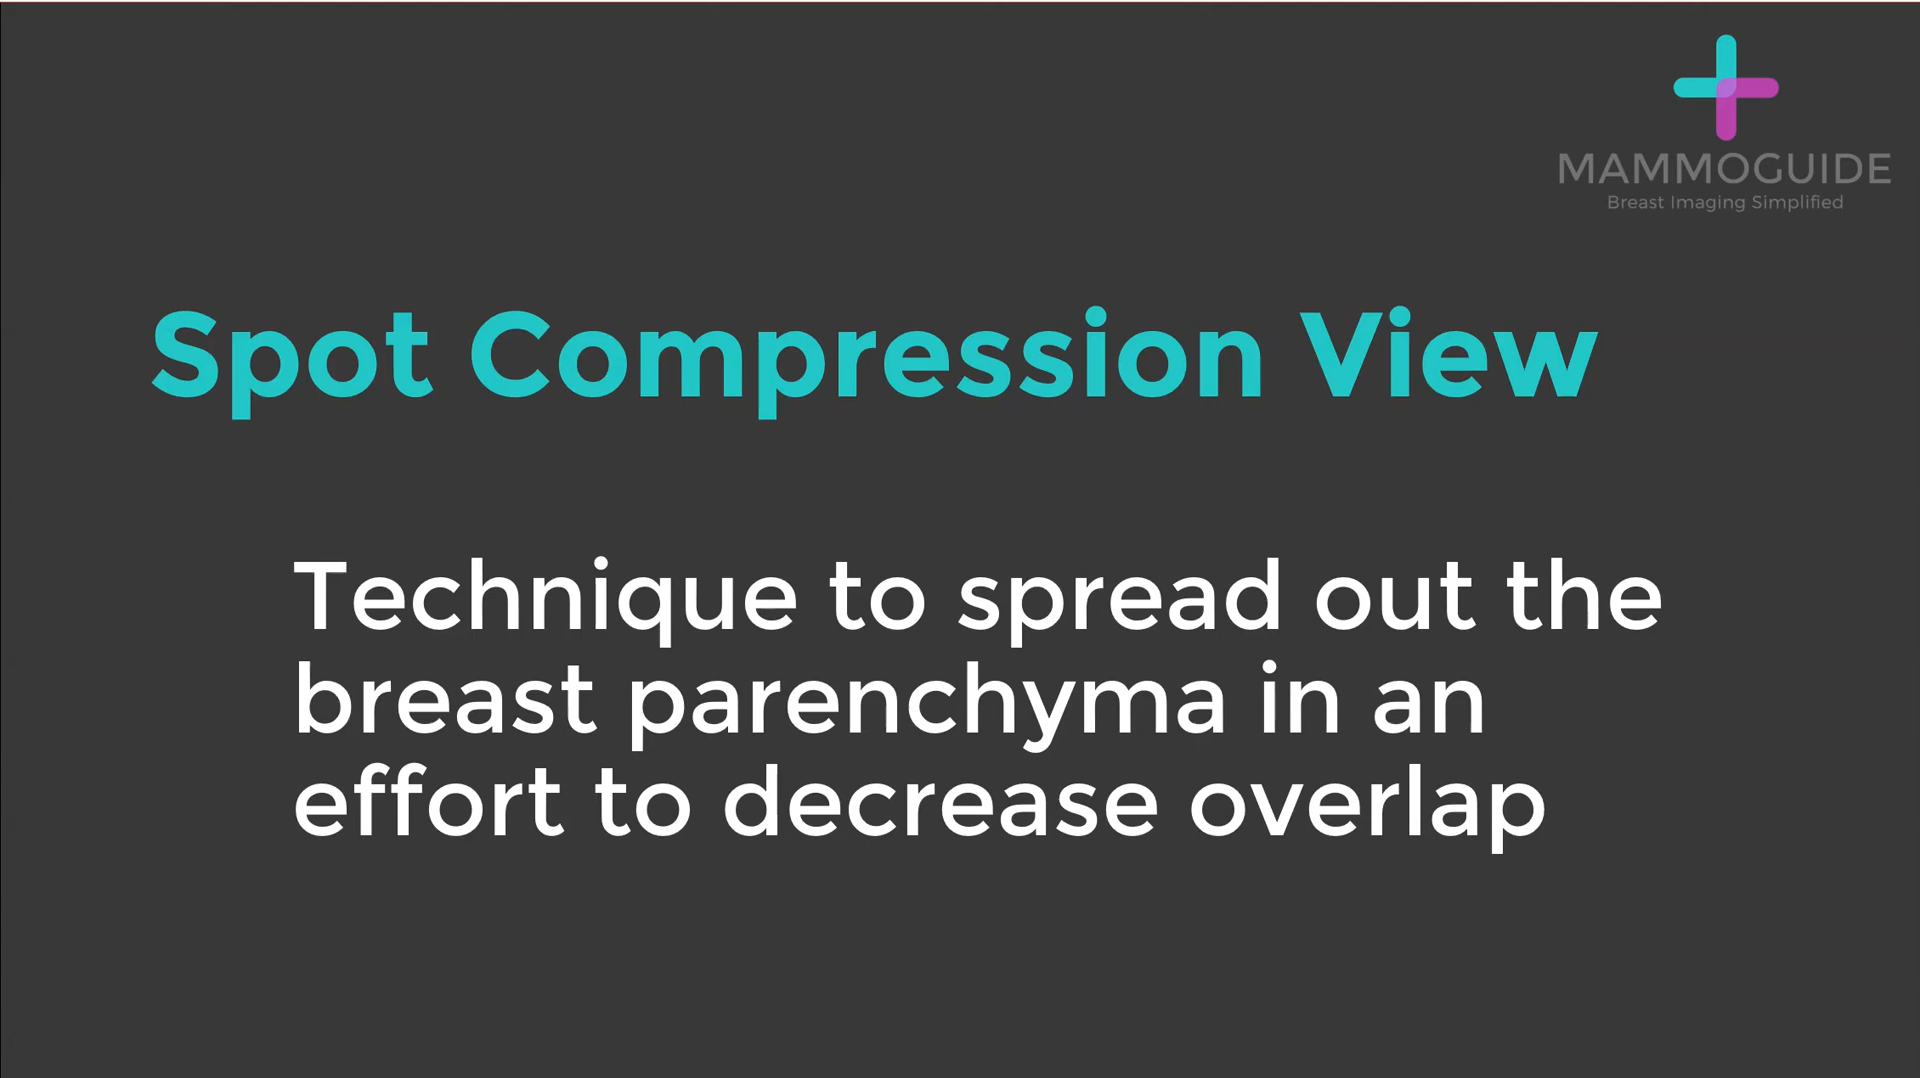 MAMMOGUIDE
Breast Imaging Simplified
Spot Compression View
Technique to spread out the
breast parenchyma in an
effort to decrease overlap